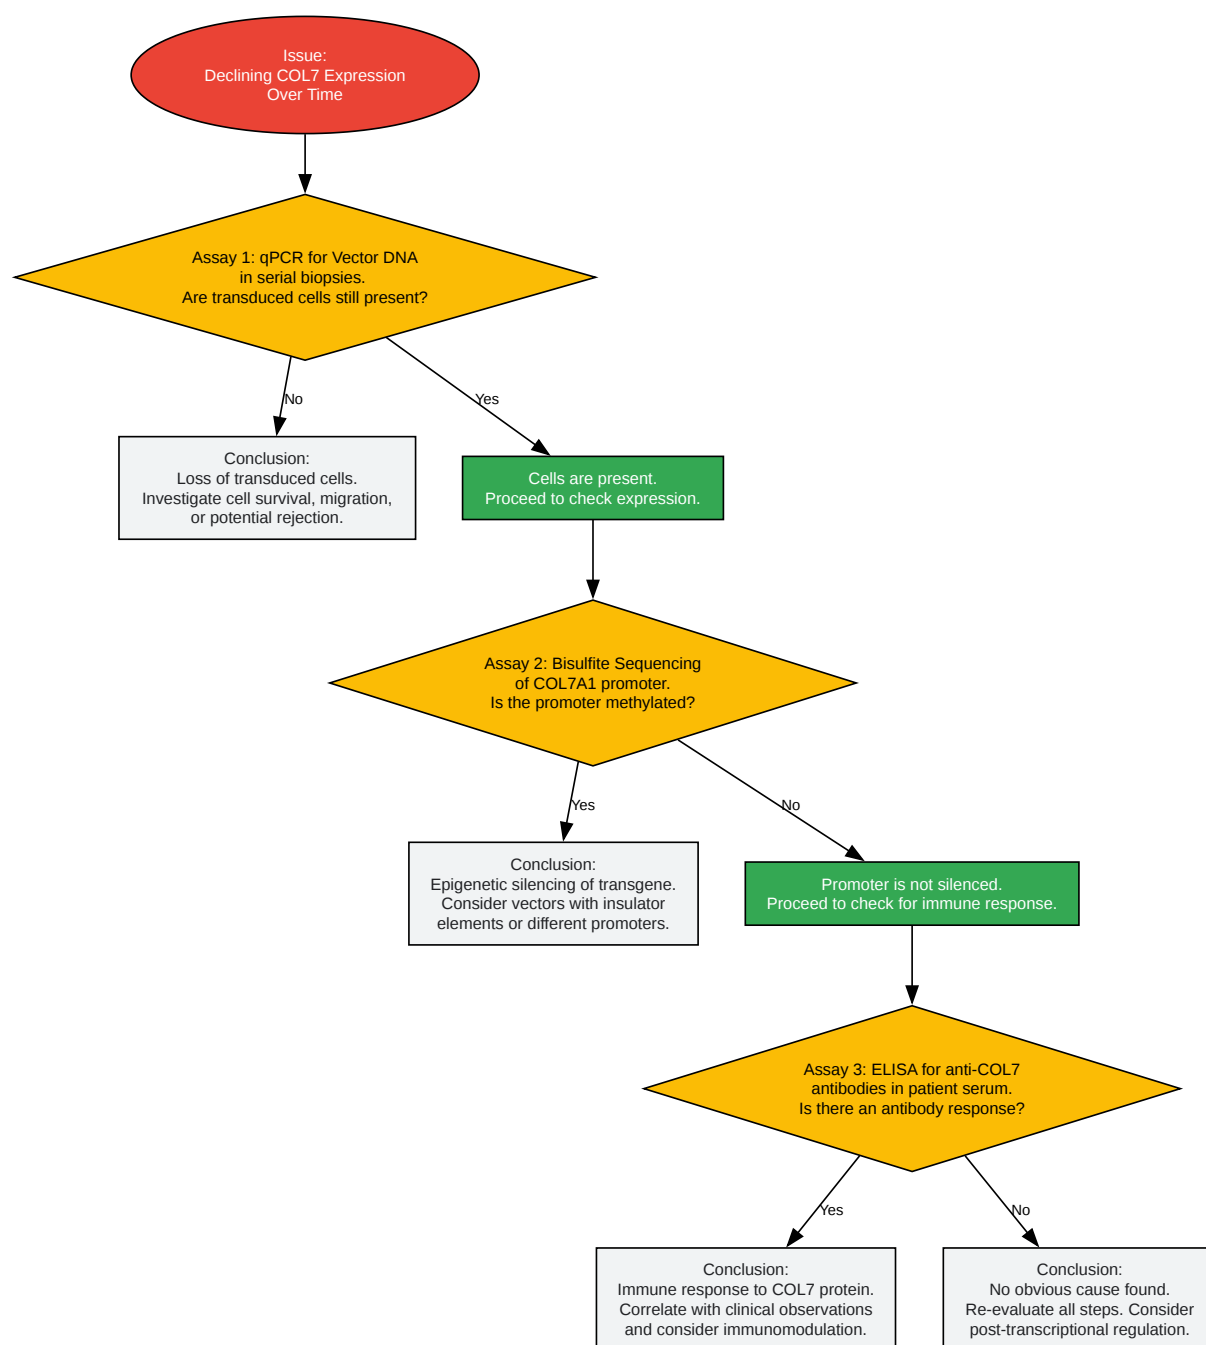 Issue:
Declining COL7 Expression
Over Time
Assay 1: qPCR for Vector DNA
in serial biopsies.
Are transduced cells still present?
No
Yes
Conclusion:
Loss of transduced cells.
Investigate cell survival, migration,
or potential rejection.
Cells are present.
Proceed to check expression.
Assay 2: Bisulfite Sequencing
of COL7A1 promoter.
Is the promoter methylated?
Yes
No
Conclusion:
Epigenetic silencing of transgene.
Consider vectors with insulator
elements or different promoters.
Promoter is not silenced.
Proceed to check for immune response.
Assay 3: ELISA for anti-COL7
antibodies in patient serum.
Is there an antibody response?
Yes
No
Conclusion:
Immune response to COL7 protein.
Correlate with clinical observations
and consider immunomodulation.
Conclusion:
No obvious cause found.
Re-evaluate all steps. Consider
post-transcriptional regulation.